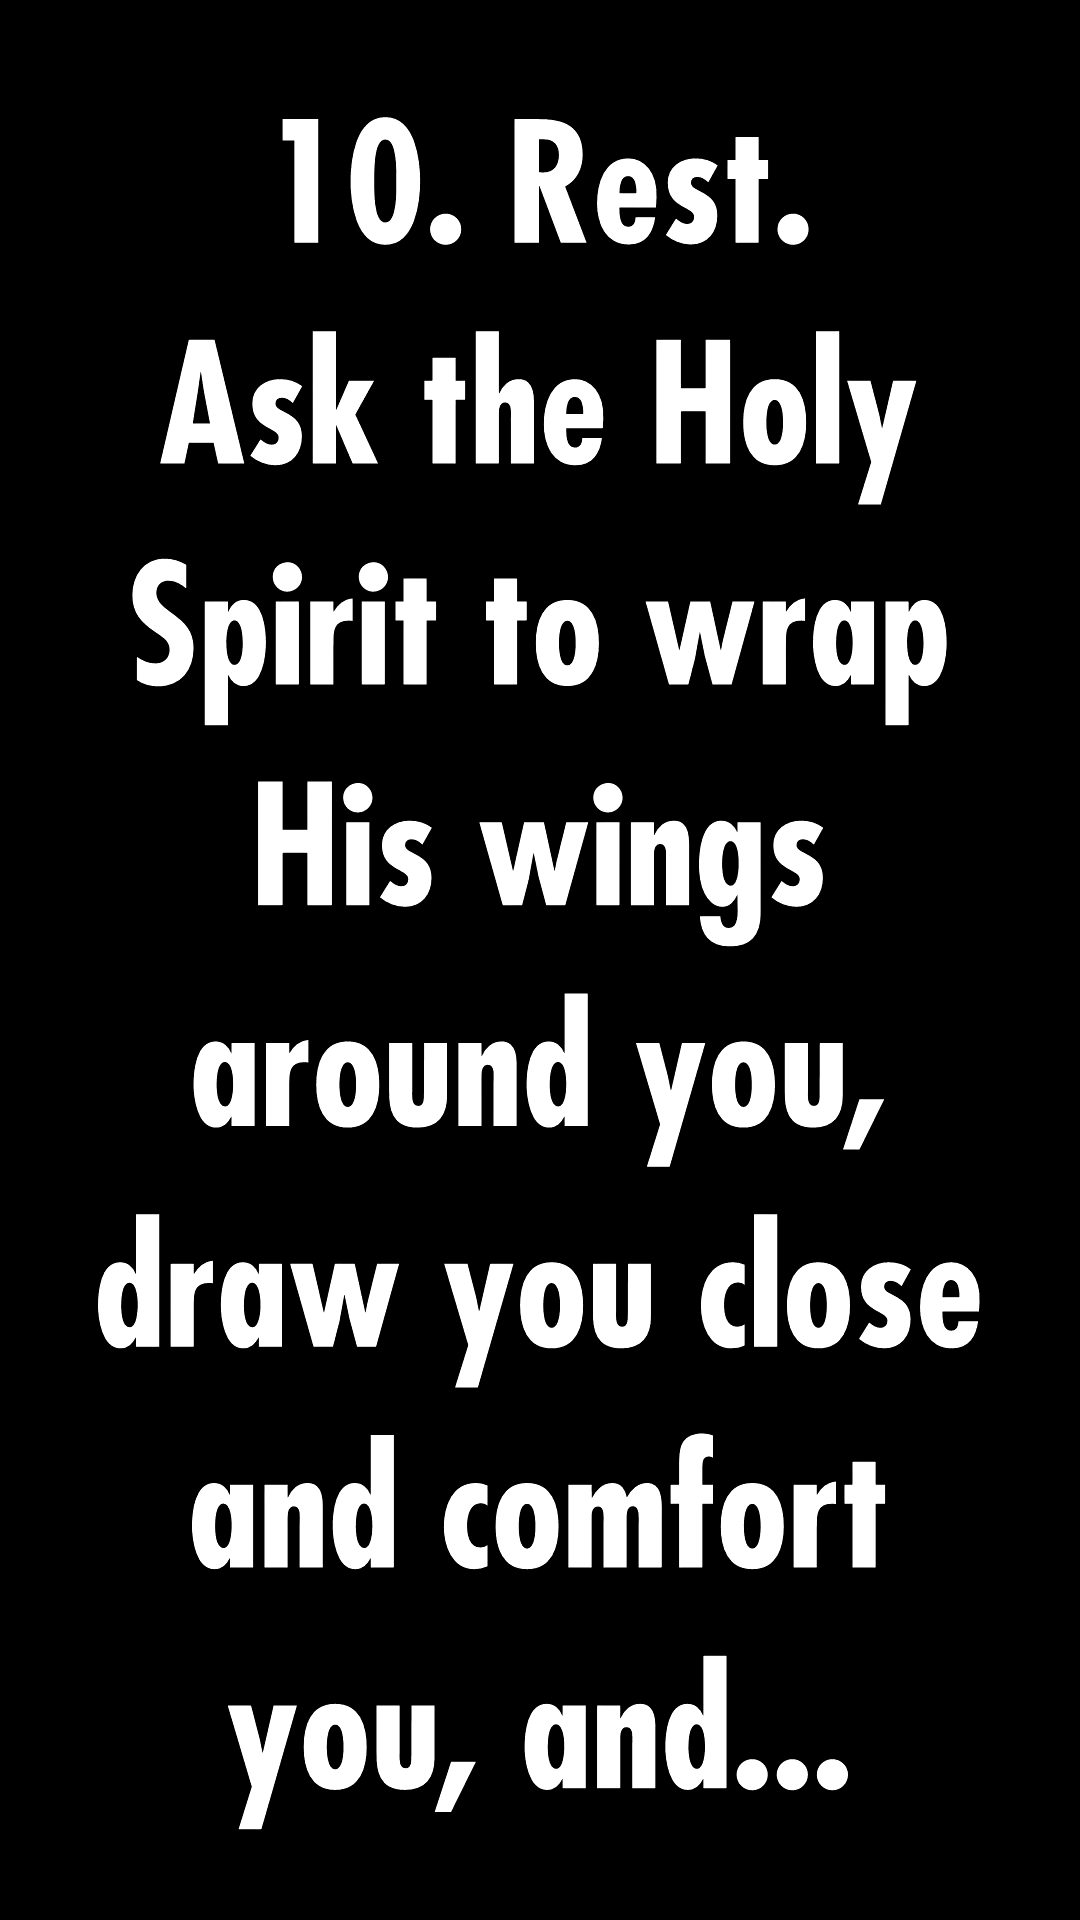 10. Rest.
Ask the Holy
Spirit to wrap
His wings
around you,
draw you close
and comfort
you, and...